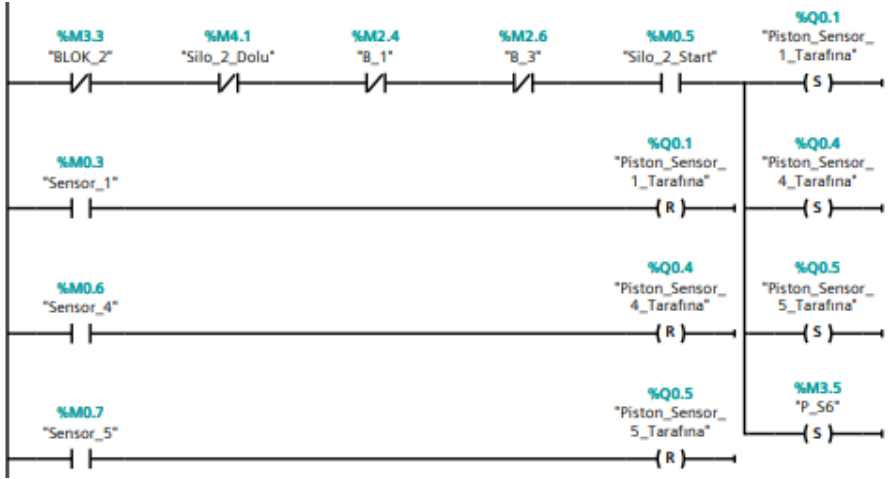 %M3.3
"BLOK_2"
%M4.1
"Silo_2_Dolu"
%M2.4
"B_1"
%M2.6
"B_3"
%M0.5
"Silo_2_Start"
%Q0.1
"Piston_Sensor_
1_Tarafına"
S
%M0.3
"Sensor_1"
%Q0.1
"Piston_Sensor_
1_Tarafına"
R
%Q0.4
"Piston_Sensor_
4_Tarafına"
S
%M0.6
"Sensor_4"
%Q0.4
"Piston_Sensor_
4_Tarafına"
R
%Q0.5
"Piston_Sensor_
5_Tarafına"
S
%M0.7
"Sensor_5"
%Q0.5
"Piston_Sensor_
5_Tarafına"
R
%M3.5
"P_S6"
S